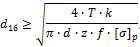 d₁₆ ≥ √(4 · T · k / (π · d · z · f · [σ]ₚ))